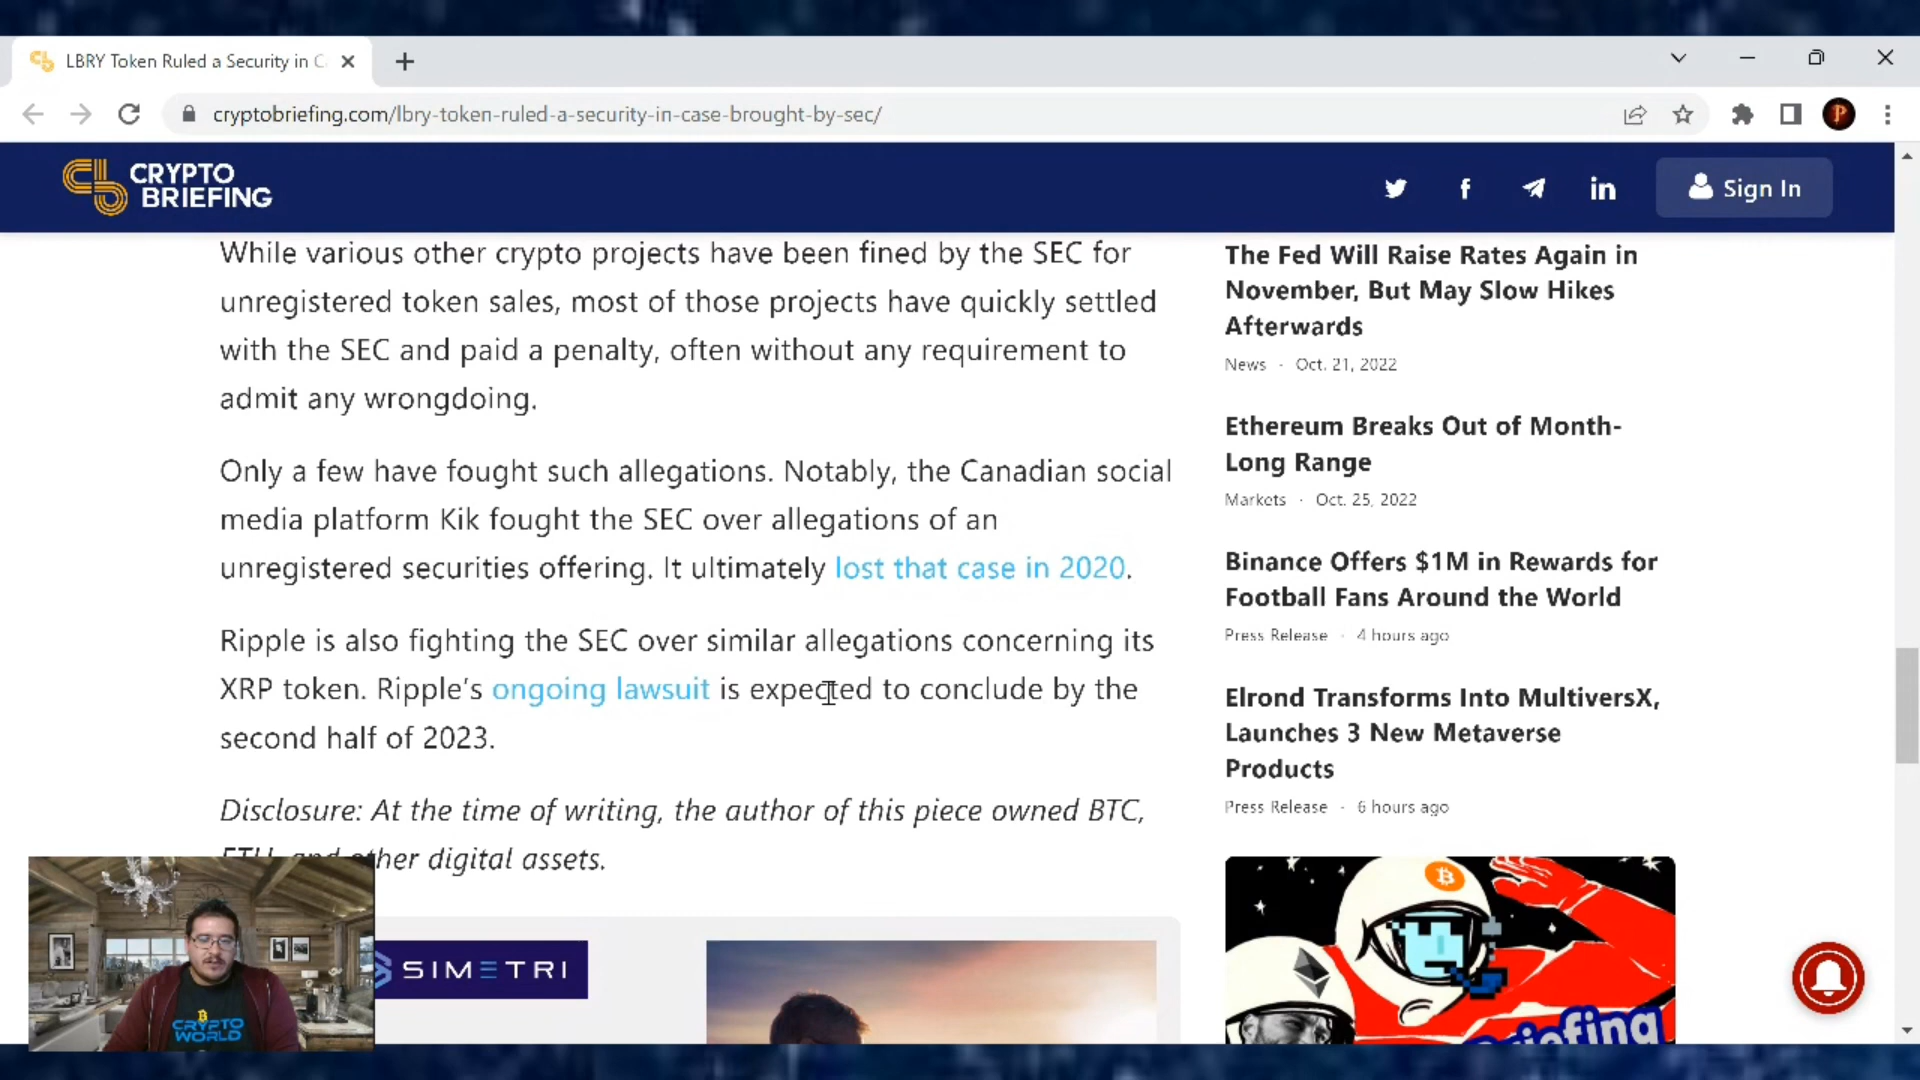 LBRY Token Ruled a Security in C
cryptobriefing.com/lbry-token-ruled-a-security-in-case-brought-by-sec/
CRYPTO
BRIEFING
Sign In
While various other crypto projects have been fined by the SEC for
unregistered token sales, most of those projects have quickly settled
with the SEC and paid a penalty, often without any requirement to
admit any wrongdoing.
Only a few have fought such allegations. Notably, the Canadian social
media platform Kik fought the SEC over allegations of an
unregistered securities offering. It ultimately lost that case in 2020.
Ripple is also fighting the SEC over similar allegations concerning its
XRP token. Ripple’s ongoing lawsuit is expected to conclude by the
second half of 2023.
Disclosure: At the time of writing, the author of this piece owned BTC,
ETH, and other digital assets.
SIMETRI
CRYPTO
WORLD
The Fed Will Raise Rates Again in
November, But May Slow Hikes
Afterwards
News · Oct. 21, 2022
Ethereum Breaks Out of Month-
Long Range
Markets · Oct. 25, 2022
Binance Offers $1M in Rewards for
Football Fans Around the World
Press Release · 4 hours ago
Elrond Transforms Into MultiversX,
Launches 3 New Metaverse
Products
Press Release · 6 hours ago